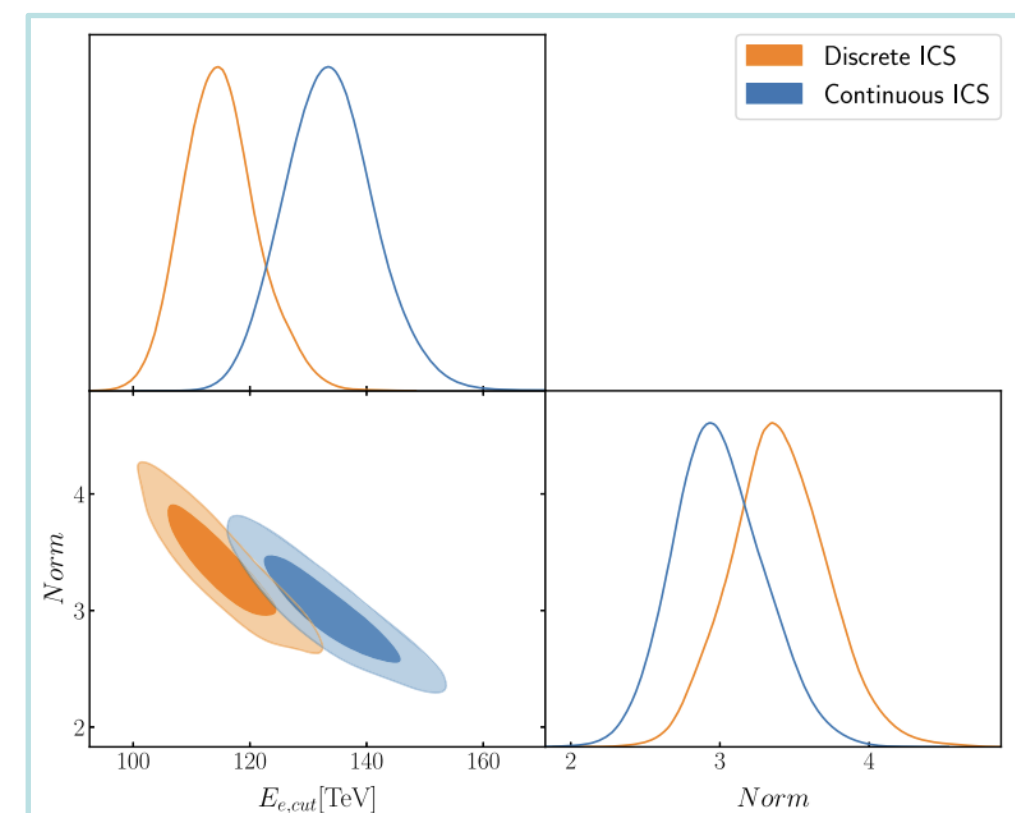 Discrete ICS
Continuous ICS
4
3
2
Norm
100 120 140 160
E_{e,cut}[TeV]
2 3 4
Norm